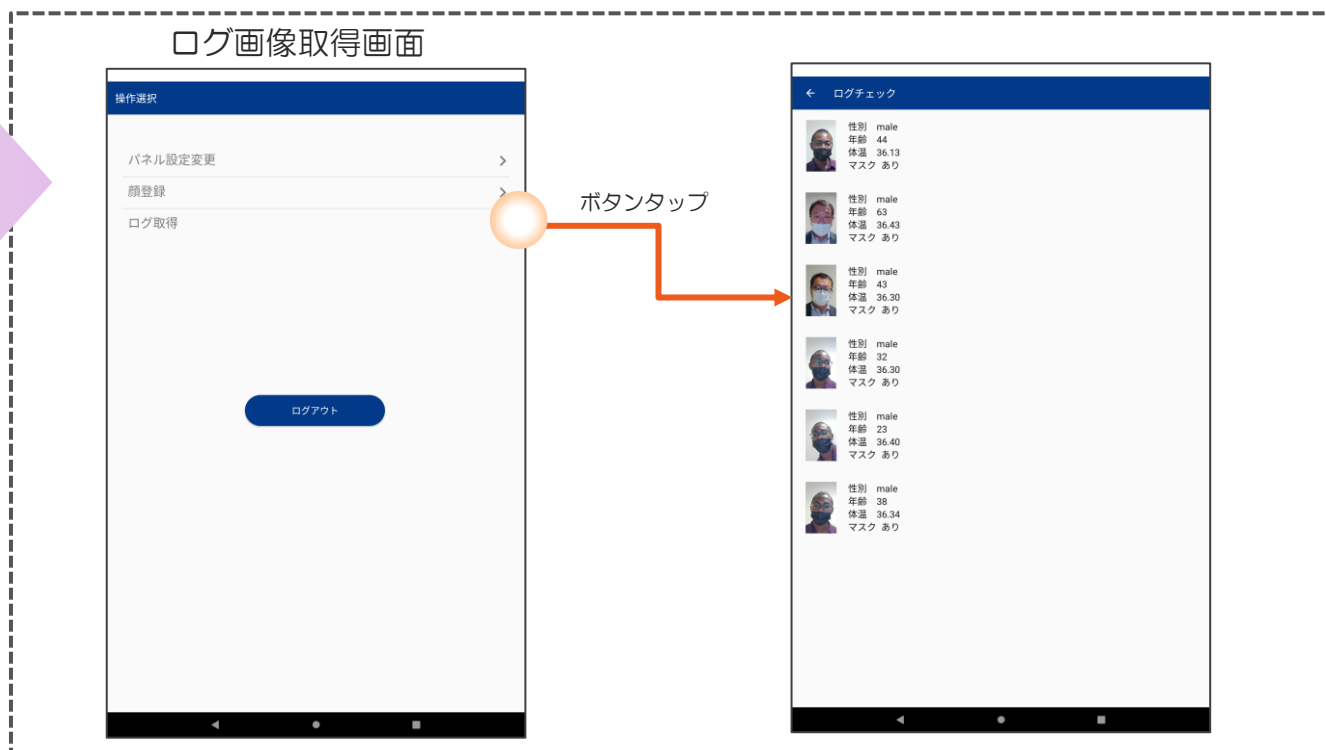 ログ画像取得画面
操作選択
パネル設定変更
顔登録
ログ取得
ログアウト
ボタンタップ
ログチェック
性別 male
年齢 44
体温 36.13
マスク あり
性別 male
年齢 63
体温 36.43
マスク あり
性別 male
年齢 43
体温 36.30
マスク あり
性別 male
年齢 32
体温 36.30
マスク あり
性別 male
年齢 23
体温 36.40
マスク あり
性別 male
年齢 38
体温 36.34
マスク あり